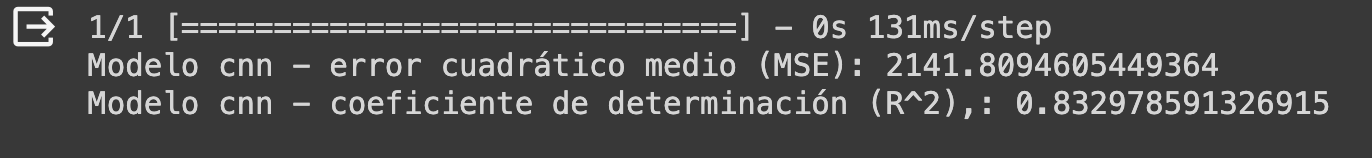 1/1 [==============================] - 0s 131ms/step
Modelo cnn - error cuadrático medio (MSE): 2141.8094605449364
Modelo cnn - coeficiente de determinación (R^2),: 0.832978591326915